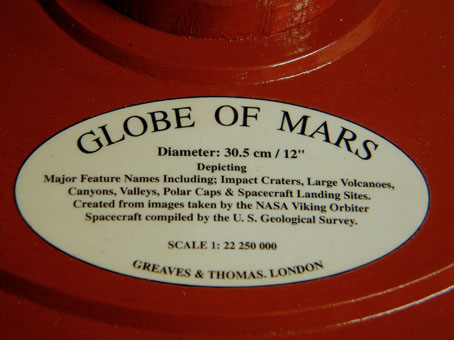 GLOBE OF MARS
Diameter: 30.5 cm / 12"
Depicting
Major Feature Names Including; Impact Craters, Large Volcanoes,
Canyons, Valleys, Polar Caps & Spacecraft Landing Sites.
Created from images taken by the NASA Viking Orbiter
Spacecraft compiled by the U. S. Geological Survey.
SCALE 1: 22 250 000
GREAVES & THOMAS. LONDON